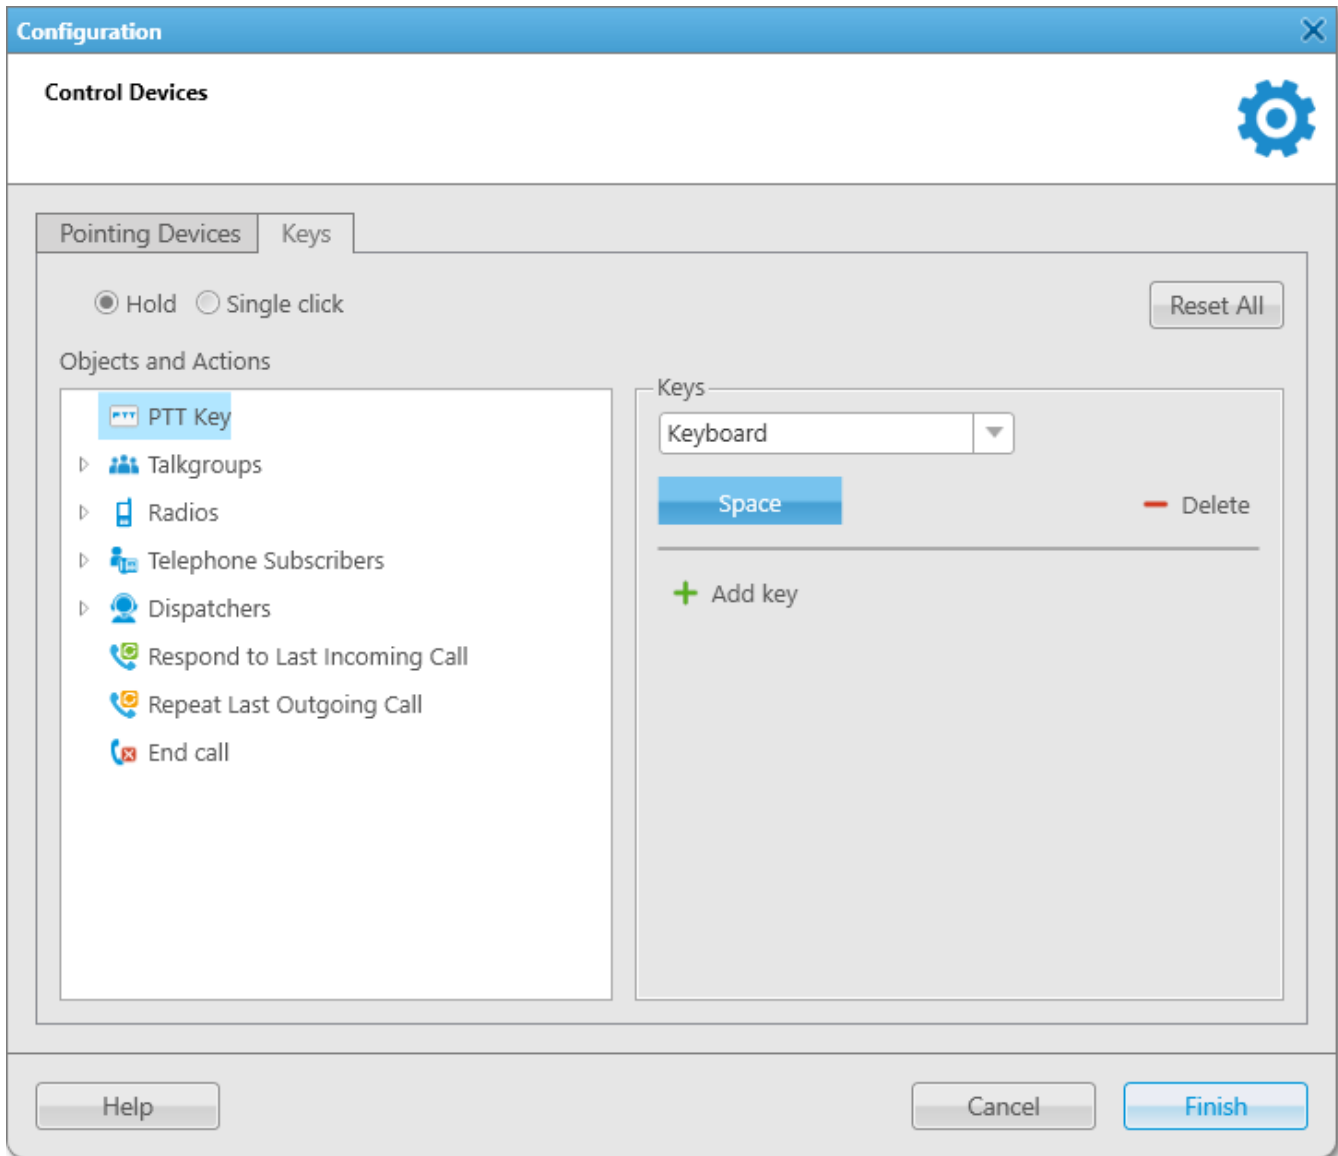 Configuration
Control Devices
Pointing Devices Keys
Hold Single click Reset All
Objects and Actions
Keys
PTT PTT Key
Keyboard
Talkgroups
Space Delete
Radios
Telephone Subscribers
Add key
Dispatchers
Respond to Last Incoming Call
Repeat Last Outgoing Call
End call
Help Cancel Finish